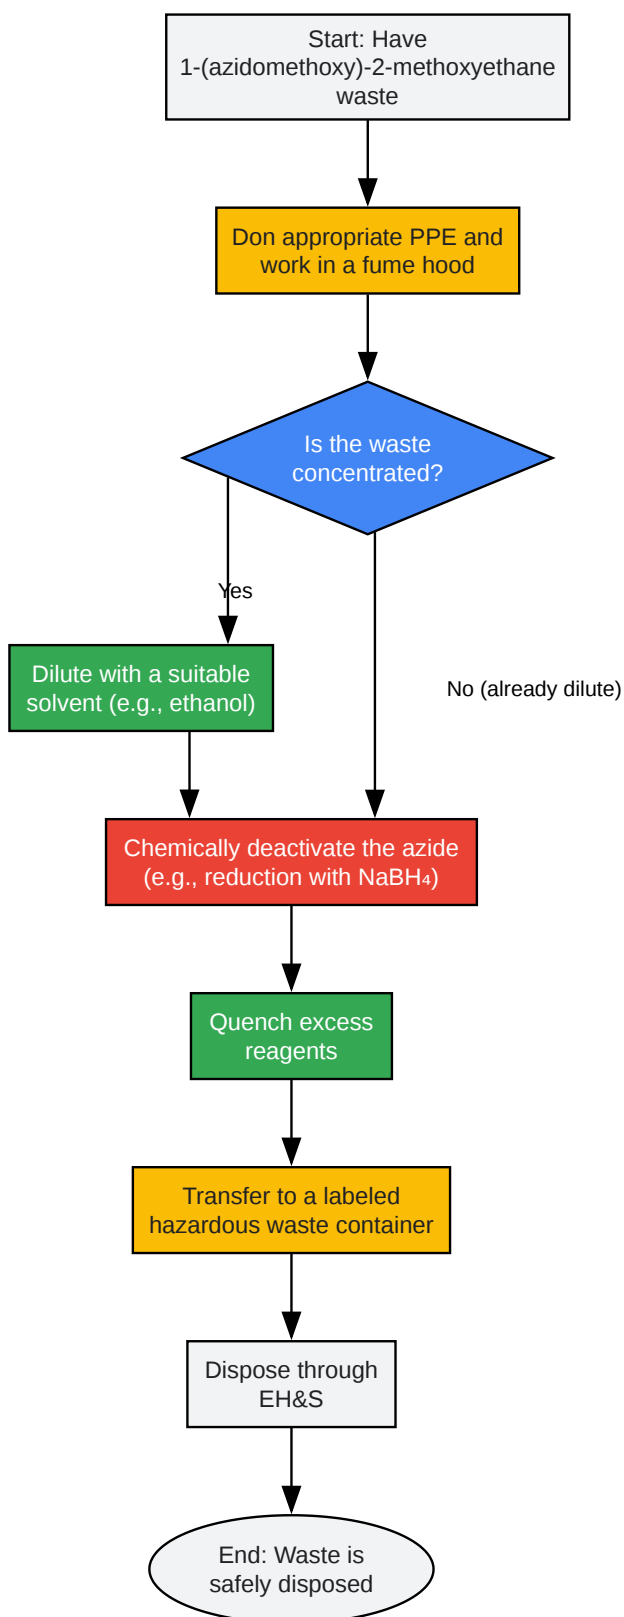 Start: Have
1-(azidomethoxy)-2-methoxyethane
waste
Don appropriate PPE and
work in a fume hood
Is the waste
concentrated?
Yes
Dilute with a suitable
solvent (e.g., ethanol)
No (already dilute)
Chemically deactivate the azide
(e.g., reduction with NaBH₄)
Quench excess
reagents
Transfer to a labeled
hazardous waste container
Dispose through
EH&S
End: Waste is
safely disposed